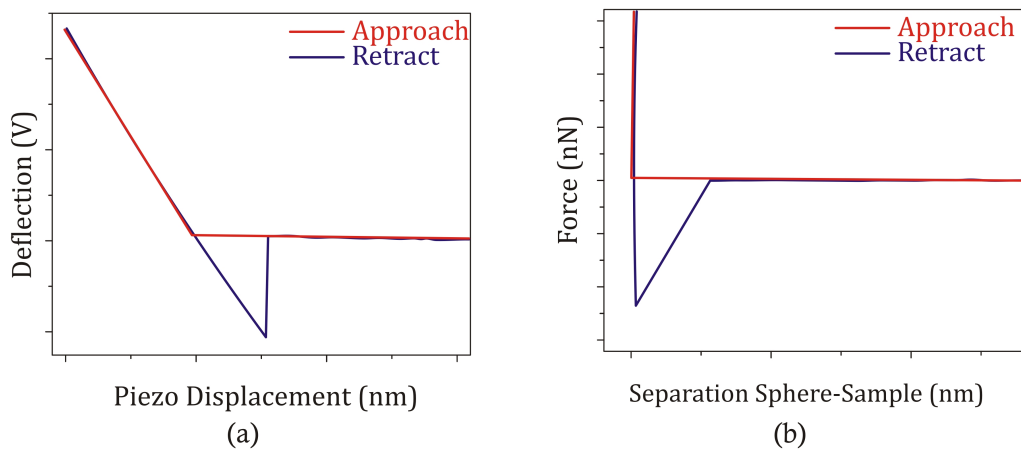 Approach
Retract
Deflection (V)
Piezo Displacement (nm)
(a)
Approach
Retract
Force (nN)
Separation Sphere-Sample (nm)
(b)